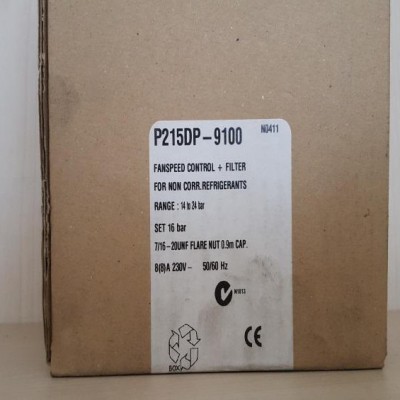 P215DP-9100 N0411
FANSPEED CONTROL + FILTER
FOR NON CORR.REFRIGERANTS
RANGE : 14 to 24 bar
SET 16 bar
7/16-20UNF FLARE NUT 0.9m CAP.
8(8)A 230V~ 50/60 Hz
N1013
CE
BOX